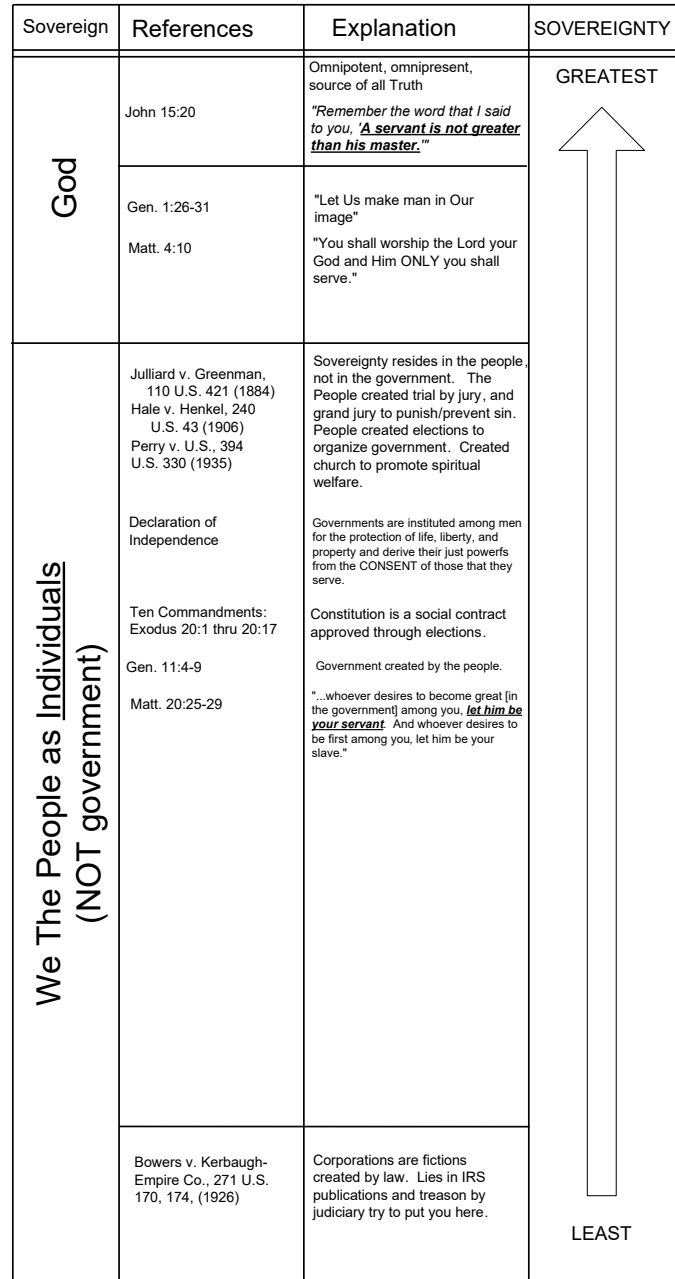 Sovereign
References
Explanation
SOVEREIGNTY
God
John 15:20
Omnipotent, omnipresent,
source of all Truth
"Remember the word that I said
to you, 'A servant is not greater
than his master.'"
Gen. 1:26-31
"Let Us make man in Our
image"
Matt. 4:10
"You shall worship the Lord your
God and Him ONLY you shall
serve."
GREATEST
We The People as Individuals
(NOT government)
Julliard v. Greenman,
110 U.S. 421 (1884)
Hale v. Henkel, 240
U.S. 43 (1906)
Perry v. U.S., 394
U.S. 330 (1935)
Sovereignty resides in the people,
not in the government. The
People created trial by jury, and
grand jury to punish/prevent sin.
People created elections to
organize government. Created
church to promote spiritual
welfare.
Declaration of
Independence
Governments are instituted among men
for the protection of life, liberty, and
property and derive their just powerfs
from the CONSENT of those that they
serve.
Ten Commandments:
Exodus 20:1 thru 20:17
Constitution is a social contract
approved through elections.
Gen. 11:4-9
Government created by the people.
Matt. 20:25-29
"...whoever desires to become great [in
the government] among you, let him be
your servant. And whoever desires to
be first among you, let him be your
slave."
Bowers v. Kerbaugh-
Empire Co., 271 U.S.
170, 174, (1926)
Corporations are fictions
created by law. Lies in IRS
publications and treason by
judiciary try to put you here.
LEAST